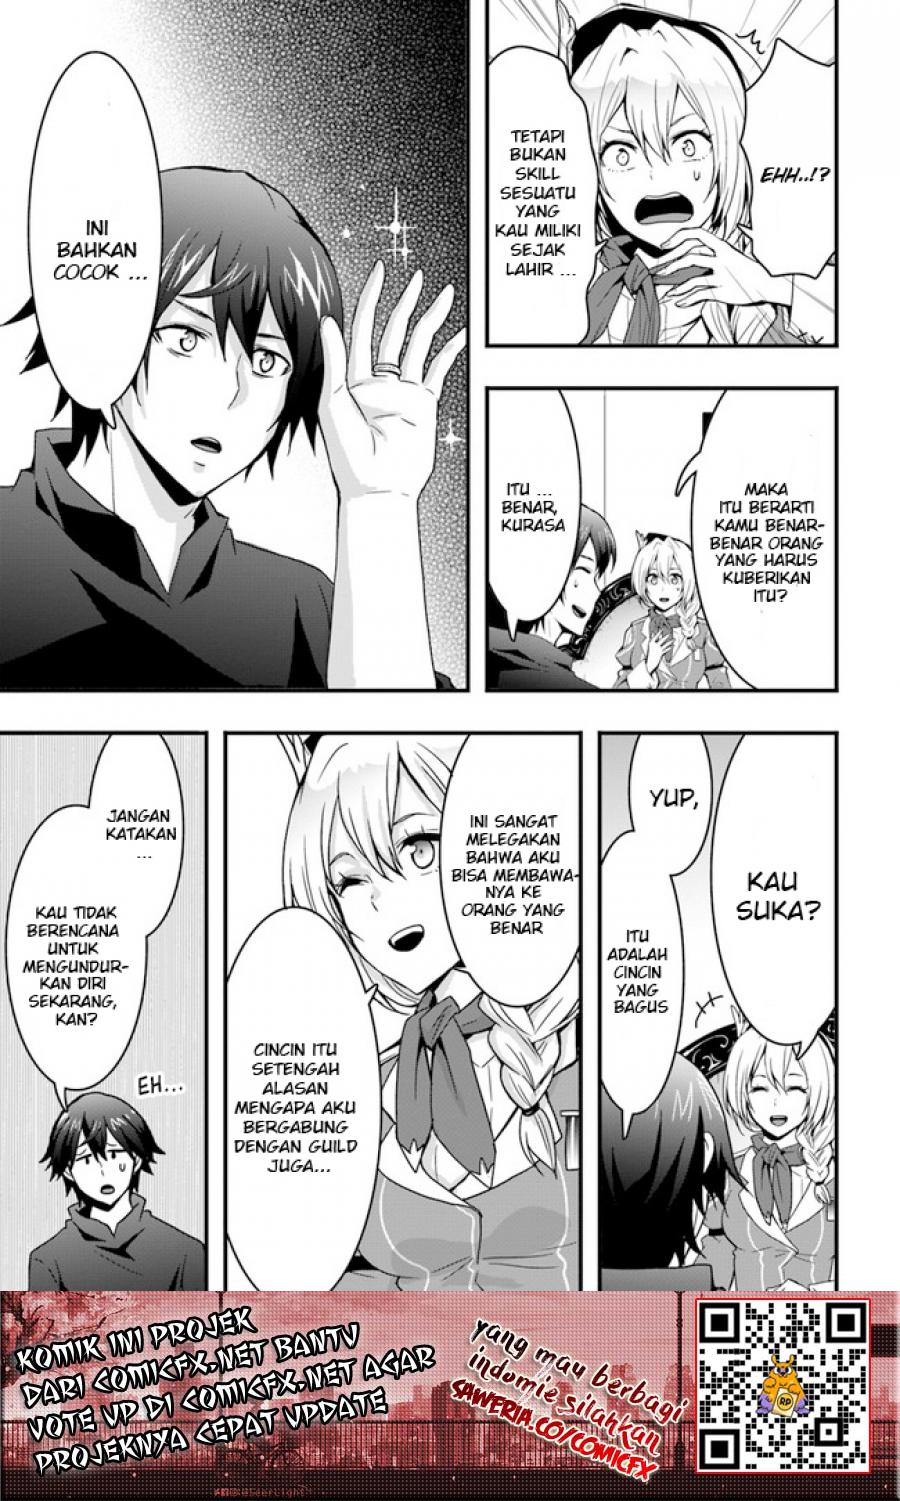 EHH..!?
TETAPI
BUKAN
SKILL
SESUATU
YANG
KAU MILIKI
SEJAK
LAHIR ...
INI
BAHKAN
COCOK ...
MAKA
ITU BERARTI
KAMU BENAR-
BENAR ORANG
YANG HARUS
KUBERIKAN
ITU?
ITU ...
BENAR,
KURASA
KAU
SUKA?
YUP,
ITU
ADALAH
CINCIN
YANG
BAGUS
INI SANGAT
MELEGAKAN
BAHWA AKU
BISA MEMBAWA-
NYA KE
ORANG YANG
BENAR
CINCIN ITU
SETENGAH
ALASAN
MENGAPA AKU
BERGABUNG
DENGAN GUILD
JUGA...
JANGAN
KATAKAN
...
KAU TIDAK
BERENCANA
UNTUK
MENGUNDUR-
KAN DIRI
SEKARANG,
KAN?
EH...
KOMIK INI PROJEK
DARI COMICFX.NET BANTU
VOTE UP DI COMICFX.NET AGAR
PROJEKNYA CEPAT UPDATE
yang mau berbagi
indomie silahkan
SAWERIA.CO/COMICFX
RP
@SeerLight